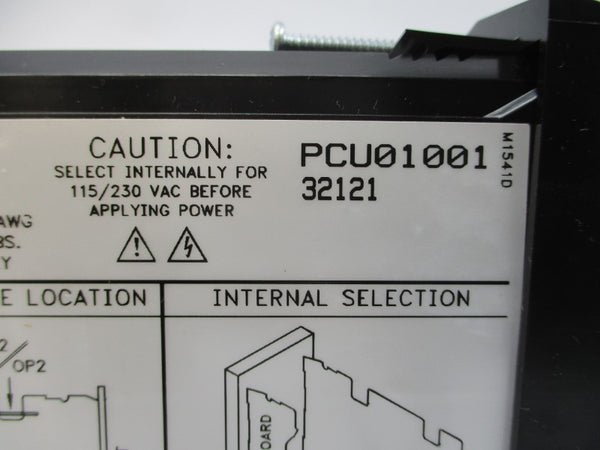 CAUTION:
SELECT INTERNALLY FOR
115/230 VAC BEFORE
APPLYING POWER
PCU01001
32121
M1541D
AWG
BS.
Y
E LOCATION
INTERNAL SELECTION
2
/OP2
OARD